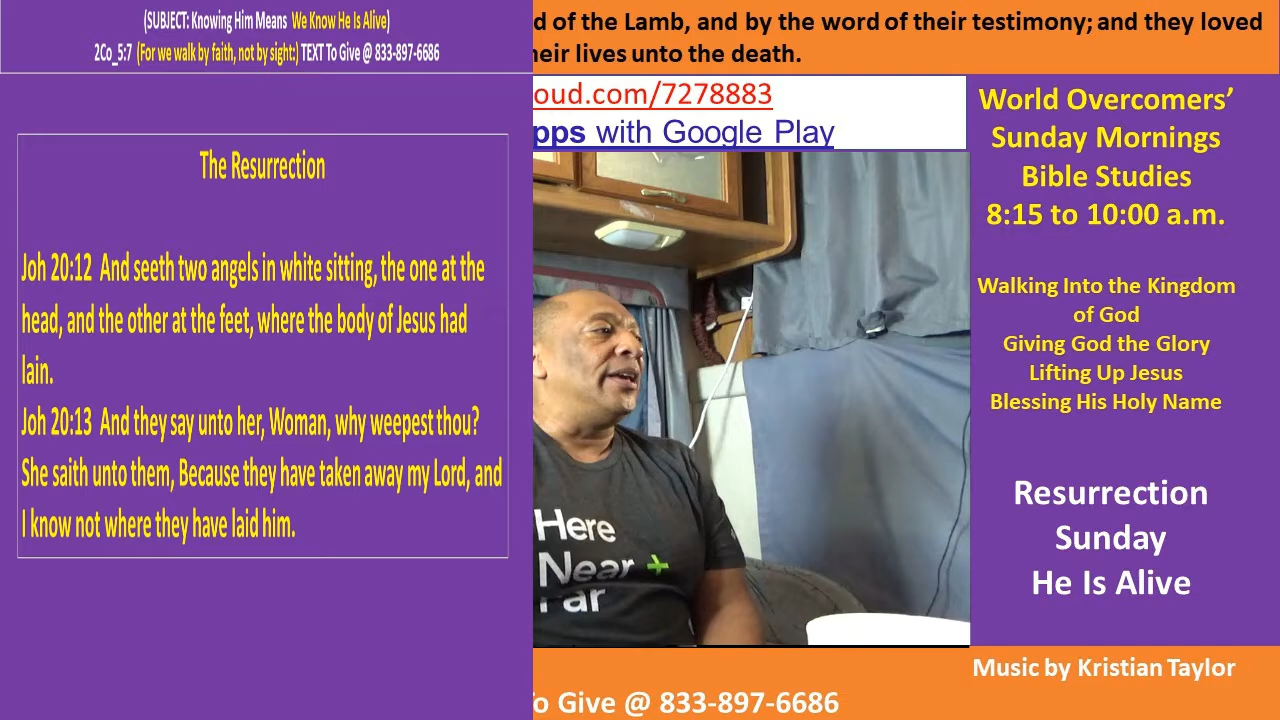 (SUBJECT: Knowing Him Means We Know He Is Alive)
2Co_5:7 (For we walk by faith, not by sight:) TEXT To Give @ 833-897-6686
d of the Lamb, and by the word of their testimony; and they loved
heir lives unto the death.
oud.com/7278883
pps with Google Play
The Resurrection
Joh 20:12 And seeth two angels in white sitting, the one at the
head, and the other at the feet, where the body of Jesus had
lain.
Joh 20:13 And they say unto her, Woman, why weepest thou?
She saith unto them, Because they have taken away my Lord, and
I know not where they have laid him.
Here
Near +
Far
World Overcomers’
Sunday Mornings
Bible Studies
8:15 to 10:00 a.m.
Walking Into the Kingdom
of God
Giving God the Glory
Lifting Up Jesus
Blessing His Holy Name
Resurrection
Sunday
He Is Alive
Music by Kristian Taylor
o Give @ 833-897-6686